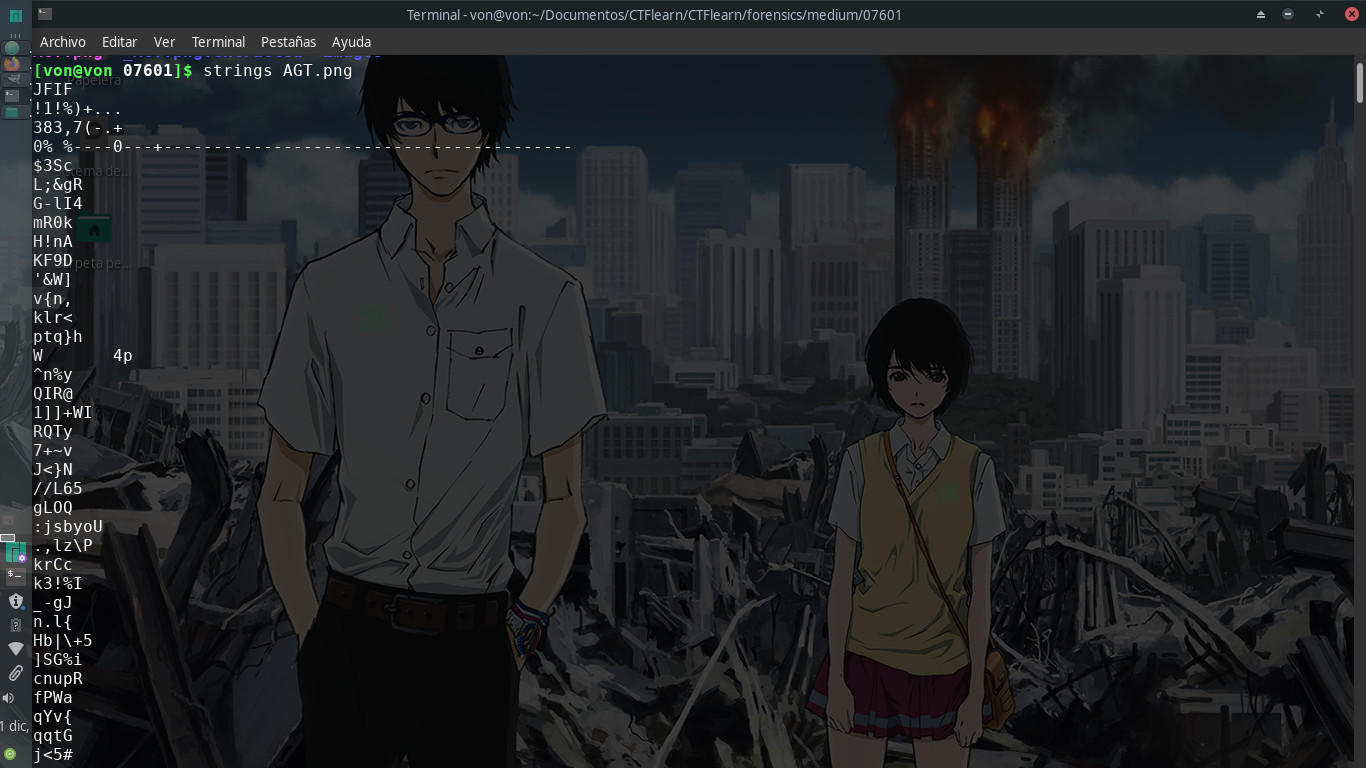 Terminal - von@von:~/Documentos/CTFlearn/CTFlearn/forensics/medium/07601
Archivo Editar Ver Terminal Pestañas Ayuda
[von@von 07601]$ strings AGT.png
JFIF
!1!%)+...
383,7(-.+
0% %----0---+-----------------------------------------
$3Sc
L;&gR
G-lI4
mR0k
H!nA
KF9D
'&W]
v{n,
klr<
ptq}h
W       4p
^n%y
QIR@
1]]+WI
RQTy
7+~v
J<}N
//L65
gLOQ
:jsbyoU
.,lz\P
krCc
k3!%I
_-gJ
n.l{
Hb|\+5
]SG%i
cnupR
fPWa
qYv{
qqtG
j<5#
1 dic,